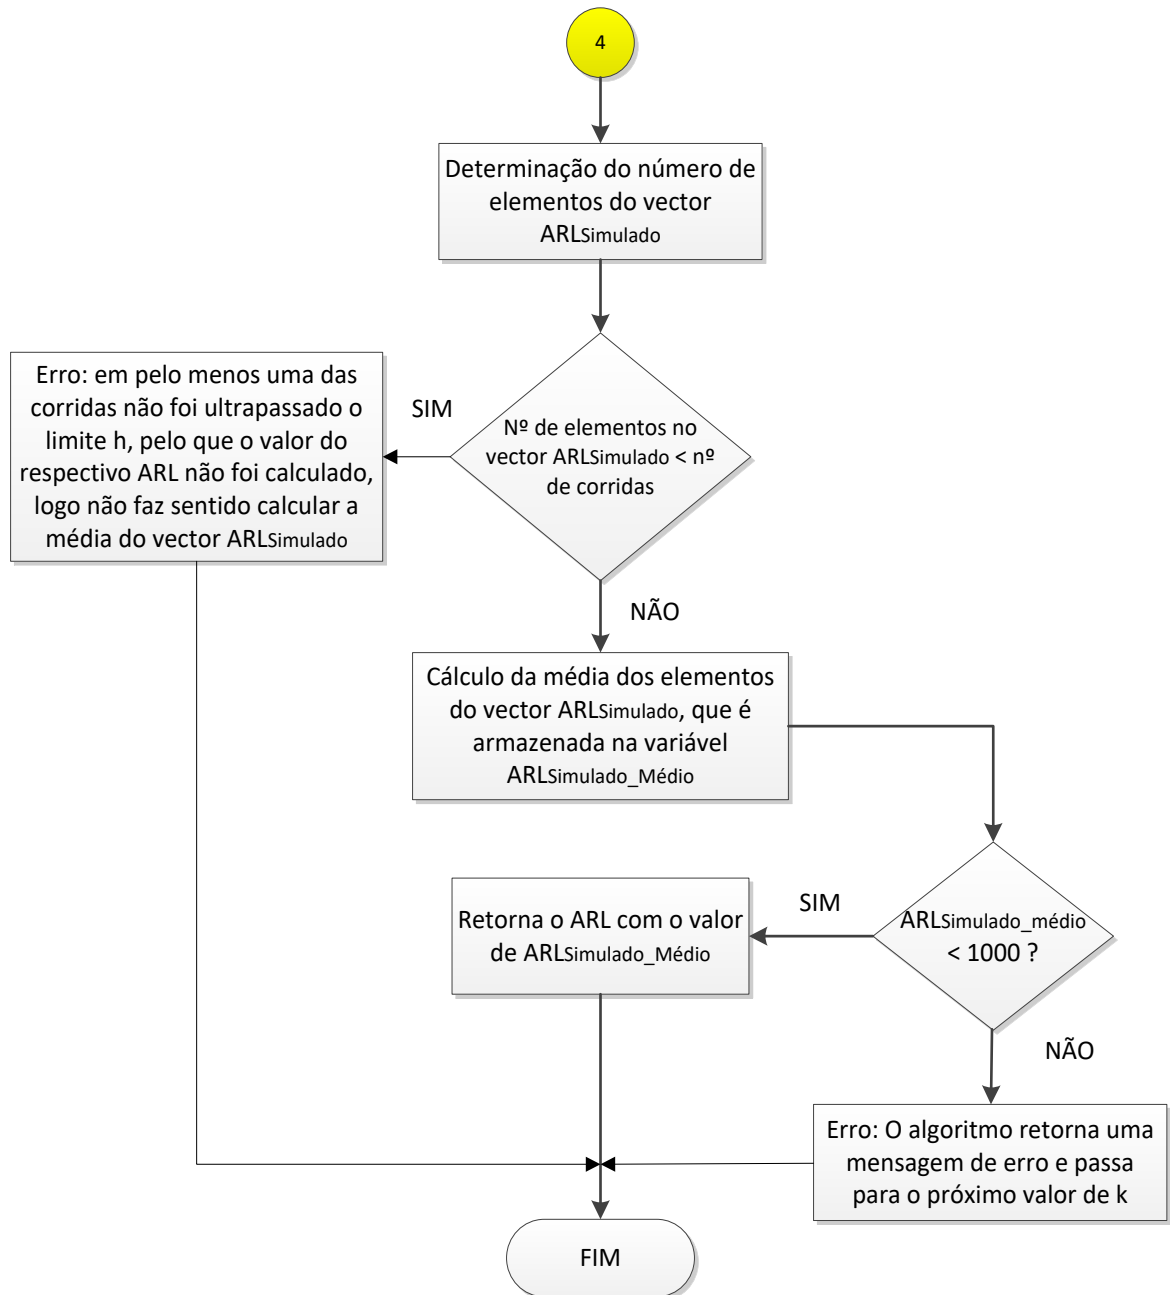 4
Determinação do número de
elementos do vector
ARLSimulado
Erro: em pelo menos uma das
corridas não foi ultrapassado o
limite h, pelo que o valor do
respectivo ARL não foi calculado,
logo não faz sentido calcular a
média do vector ARLSimulado
SIM
Nº de elementos no
vector ARLSimulado < nº
de corridas
NÃO
Cálculo da média dos elementos
do vector ARLSimulado, que é
armazenada na variável
ARLSimulado_Médio
Retorna o ARL com o valor
de ARLSimulado_Médio
SIM
ARLSimulado_médio
< 1000 ?
NÃO
Erro: O algoritmo retorna uma
mensagem de erro e passa
para o próximo valor de k
FIM